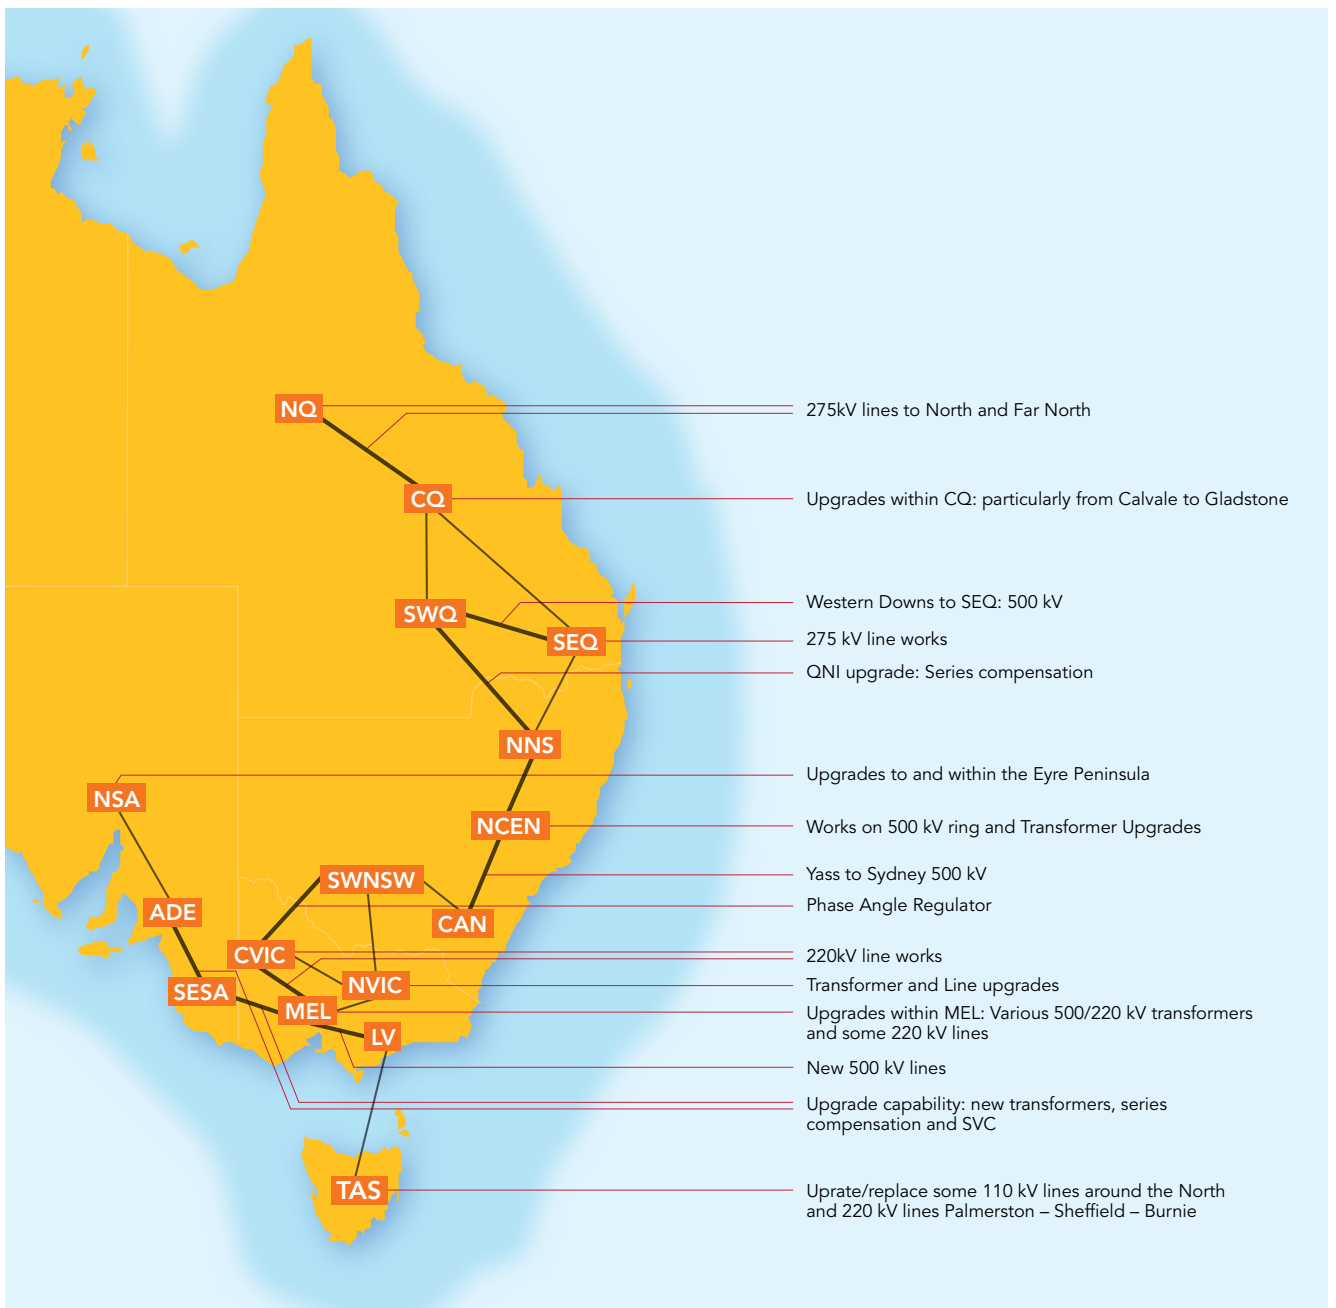 NQ
275kV lines to North and Far North
CQ
Upgrades within CQ: particularly from Calvale to Gladstone
SWQ
Western Downs to SEQ: 500 kV
SEQ
275 kV line works
QNI upgrade: Series compensation
NNS
NSA
Upgrades to and within the Eyre Peninsula
NCEN
Works on 500 kV ring and Transformer Upgrades
SWNSW
Yass to Sydney 500 kV
Phase Angle Regulator
ADE
CAN
CVIC
220kV line works
SESA
NVIC
Transformer and Line upgrades
MEL
Upgrades within MEL: Various 500/220 kV transformers
and some 220 kV lines
LV
New 500 kV lines
Upgrade capability: new transformers, series
compensation and SVC
TAS
Uprate/replace some 110 kV lines around the North
and 220 kV lines Palmerston – Sheffield – Burnie